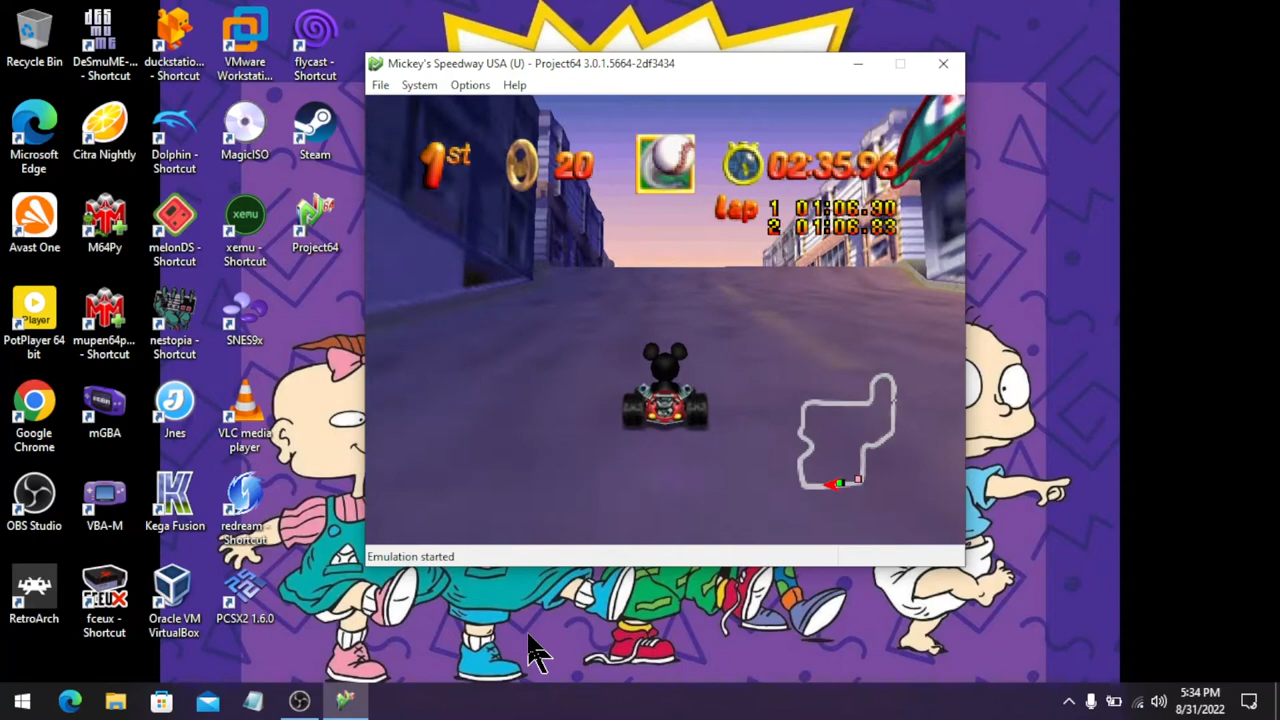 Recycle Bin
DeSmuME-...
- Shortcut
duckstatio...
- Shortcut
VMware
Workstati...
flycast -
Shortcut
Microsoft
Edge
Citra Nightly
Dolphin -
Shortcut
MagicISO
Steam
Avast One
M64Py
melonDS -
Shortcut
xemu
xemu -
Shortcut
Project64
Player
PotPlayer 64
bit
mupen64p...
- Shortcut
nestopia -
Shortcut
SNES9x
Google
Chrome
mGBA
Jnes
VLC media
player
OBS Studio
VBA-M
Kega Fusion
redream -
Shortcut
RetroArch
FCEUX
fceux -
Shortcut
Oracle VM
VirtualBox
PCSX2 1.6.0
Mickey's Speedway USA (U) - Project64 3.0.1.5664-2df3434
File System Options Help
1st 20 02:35.96
Lap 1 01:06.90
2 01:06.83
Emulation started
5:34 PM
8/31/2022